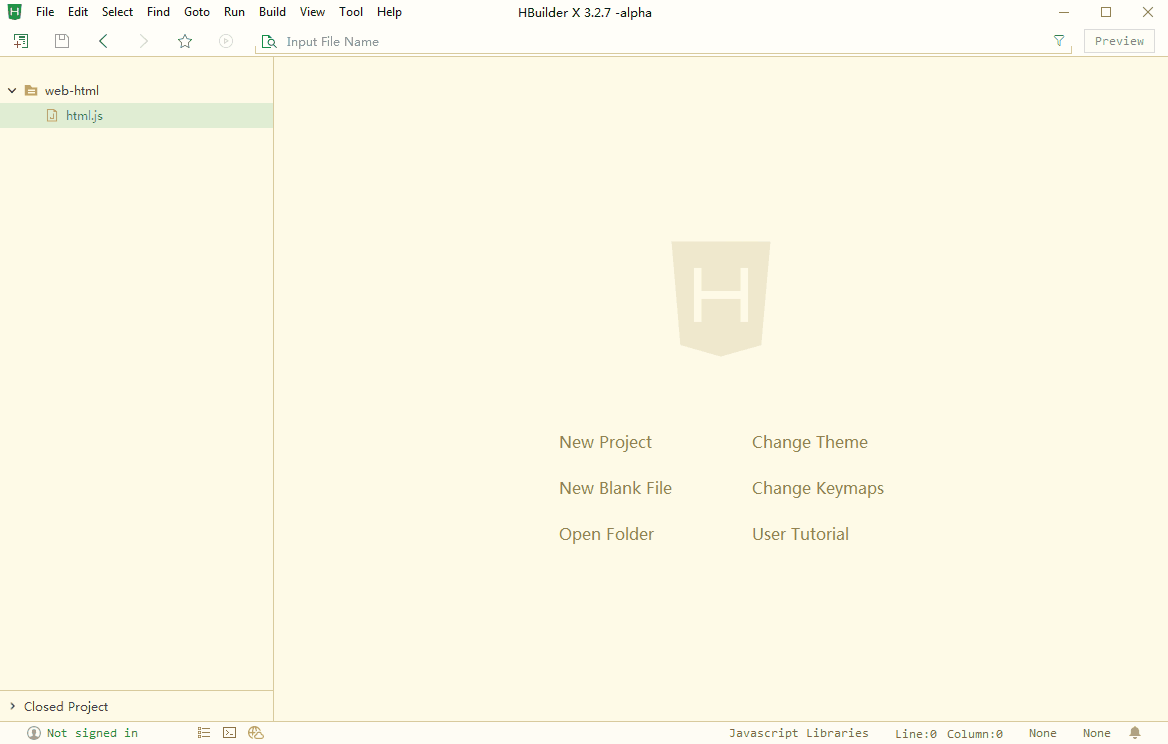 File Edit Select Find Goto Run Build View Tool Help HBuilder X 3.2.7 -alpha
Input File Name Preview
web-html
html.js
H
New Project Change Theme
New Blank File Change Keymaps
Open Folder User Tutorial
Closed Project
Not signed in Javascript Libraries Line:0 Column:0 None None